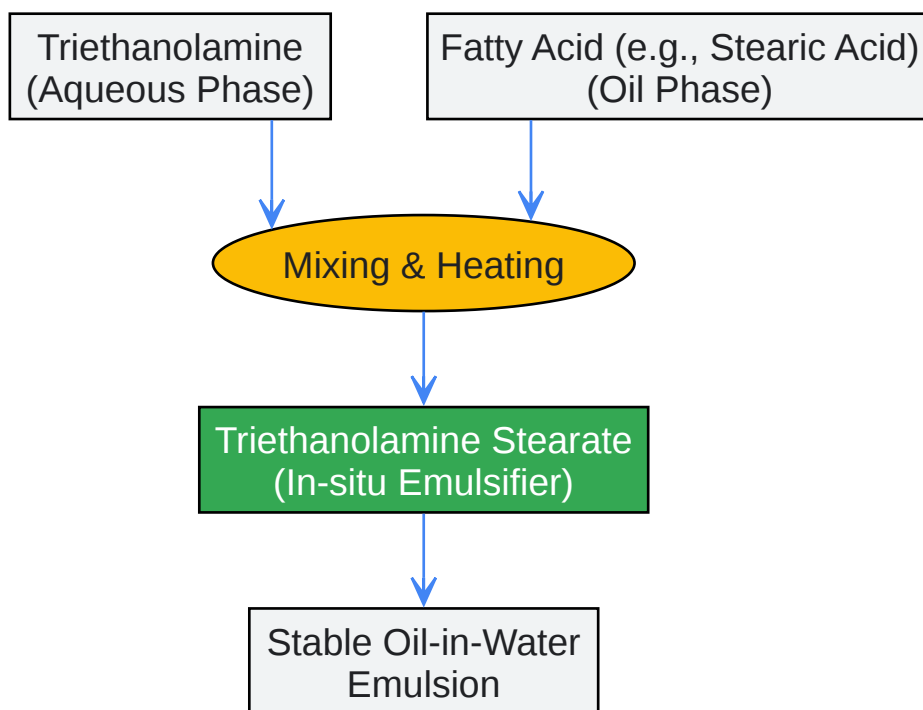 Triethanolamine
(Aqueous Phase)
Fatty Acid (e.g., Stearic Acid)
(Oil Phase)
Mixing & Heating
Triethanolamine Stearate
(In-situ Emulsifier)
Stable Oil-in-Water
Emulsion